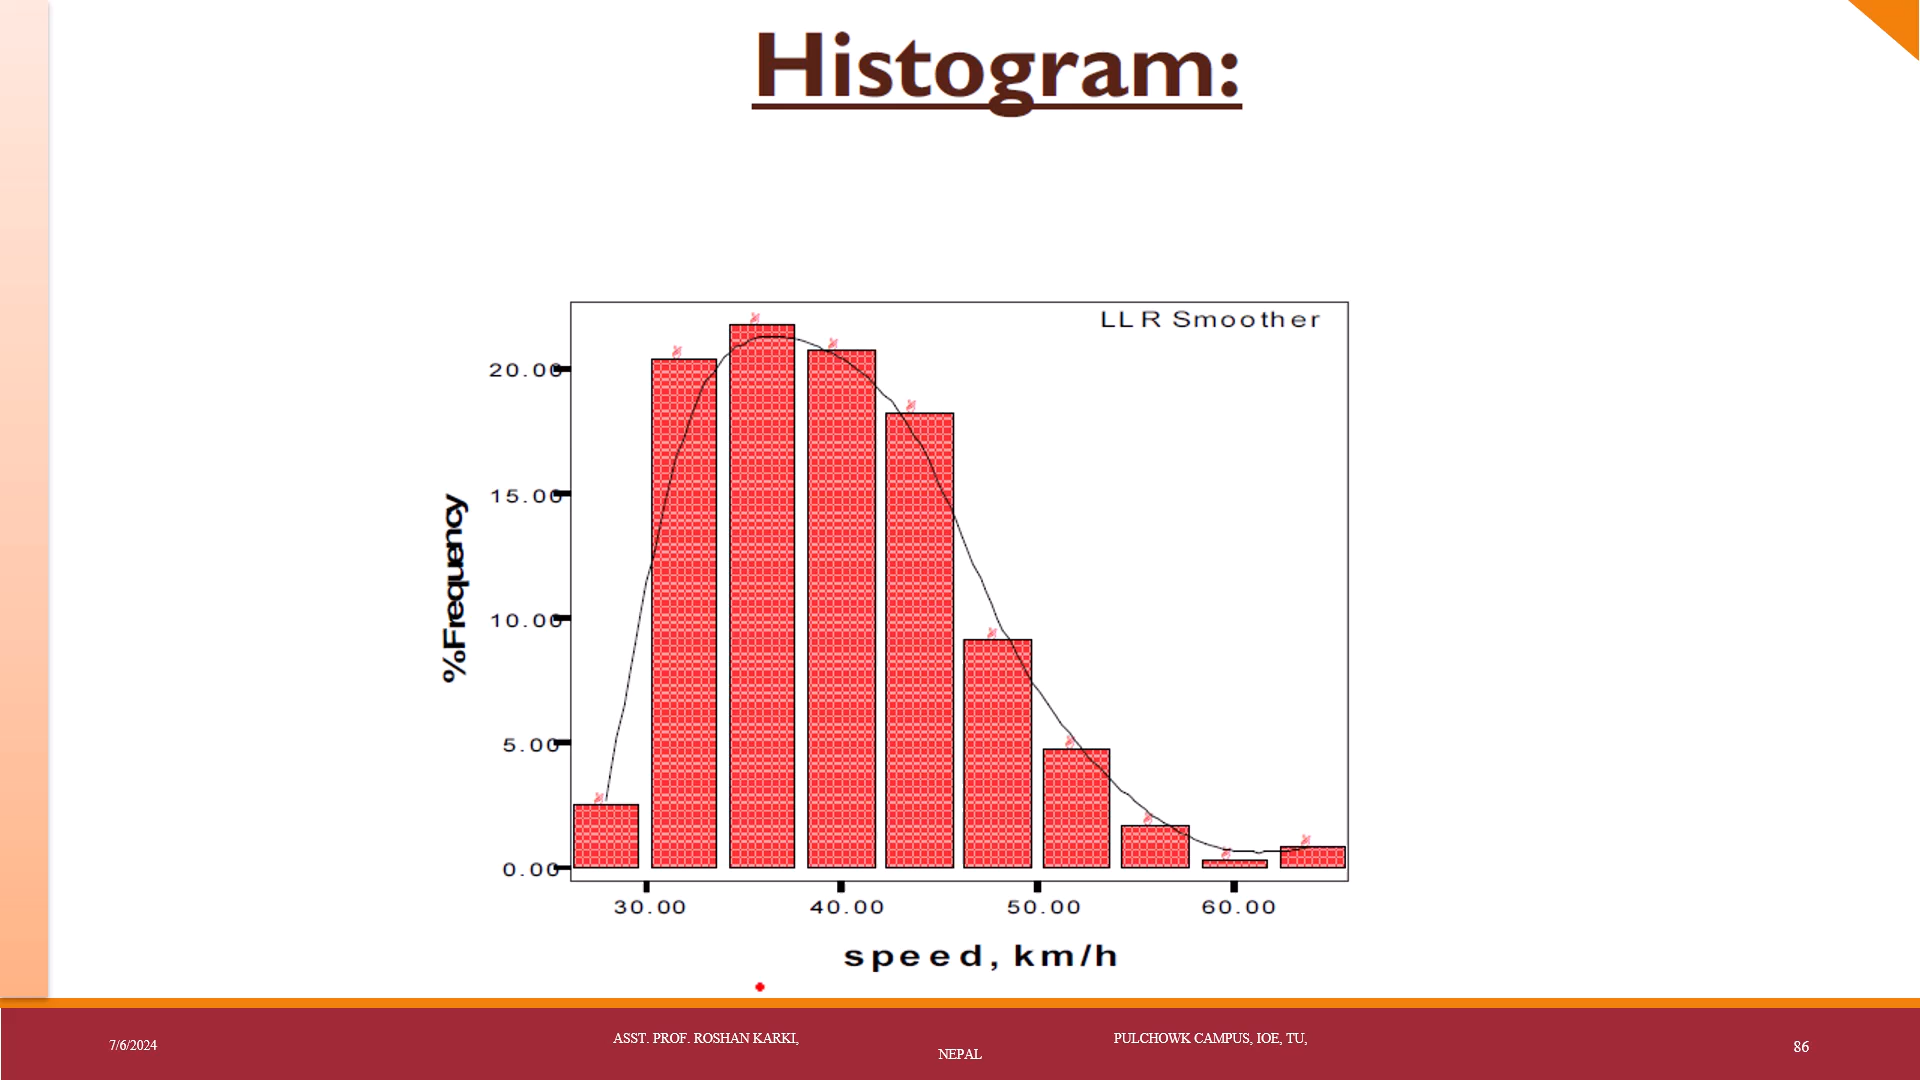 Histogram:
LLR Smoother
%Frequency
20.00
15.00
10.00
5.00
0.00
30.00 40.00 50.00 60.00
speed, km/h
7/6/2024
ASST. PROF. ROSHAN KARKI, PULCHOWK CAMPUS, IOE, TU,
NEPAL
86